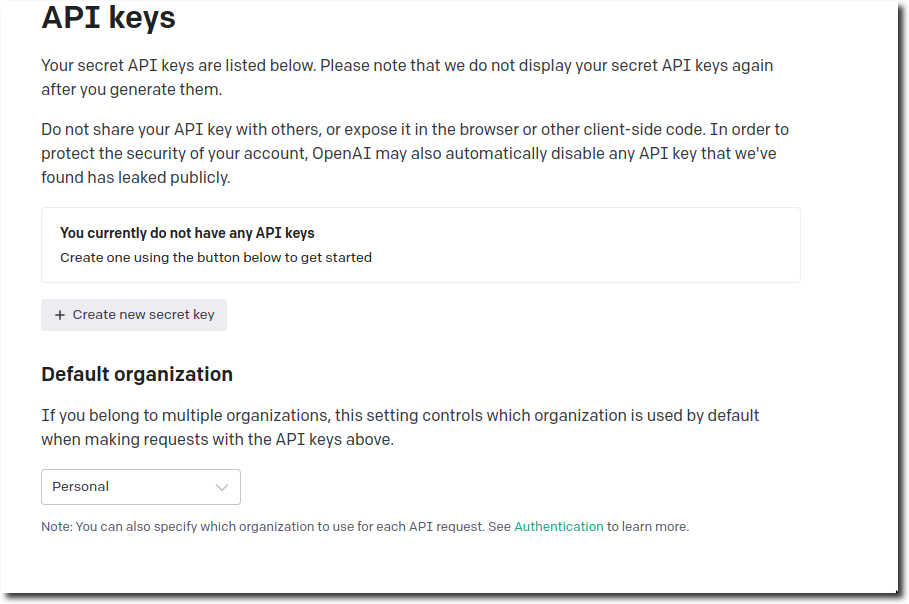 API keys
Your secret API keys are listed below. Please note that we do not display your secret API keys again
after you generate them.
Do not share your API key with others, or expose it in the browser or other client-side code. In order to
protect the security of your account, OpenAI may also automatically disable any API key that we've
found has leaked publicly.
You currently do not have any API keys
Create one using the button below to get started
+ Create new secret key
Default organization
If you belong to multiple organizations, this setting controls which organization is used by default
when making requests with the API keys above.
Personal
Note: You can also specify which organization to use for each API request. See Authentication to learn more.